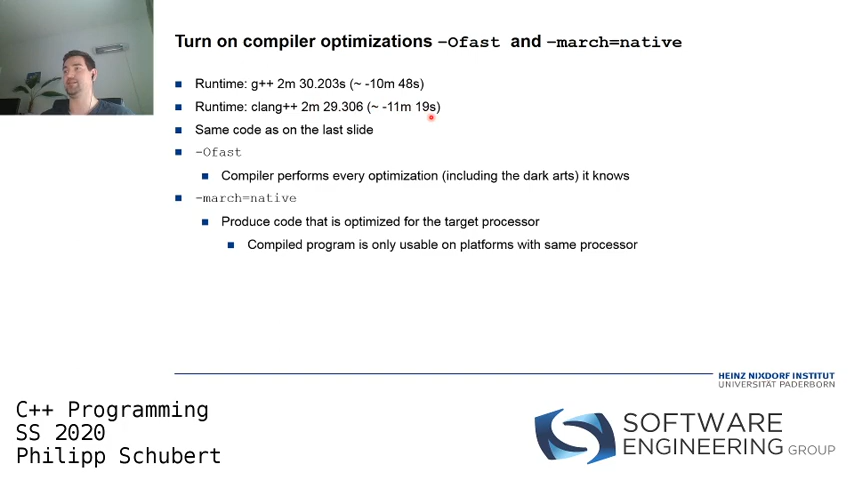 Turn on compiler optimizations –Ofast and –march=native
Runtime: g++ 2m 30.203s (~ -10m 48s)
Runtime: clang++ 2m 29.306 (~ -11m 19s)
Same code as on the last slide
-Ofast
Compiler performs every optimization (including the dark arts) it knows
-march=native
Produce code that is optimized for the target processor
Compiled program is only usable on platforms with same processor
HEINZ NIXDORF INSTITUT
UNIVERSITÄT PADERBORN
C++ Programming
SS 2020
Philipp Schubert
SOFTWARE
ENGINEERING GROUP